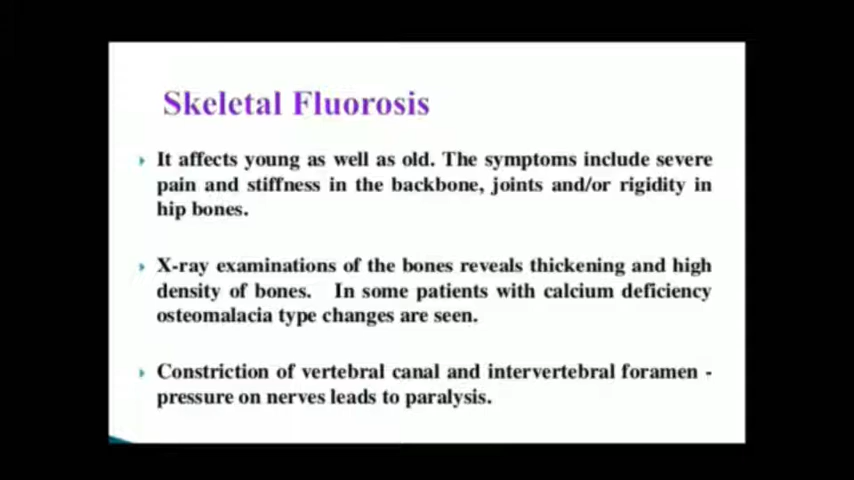 Skeletal Fluorosis
It affects young as well as old. The symptoms include severe
pain and stiffness in the backbone, joints and/or rigidity in
hip bones.
X-ray examinations of the bones reveals thickening and high
density of bones. In some patients with calcium deficiency
osteomalacia type changes are seen.
Constriction of vertebral canal and intervertebral foramen -
pressure on nerves leads to paralysis.